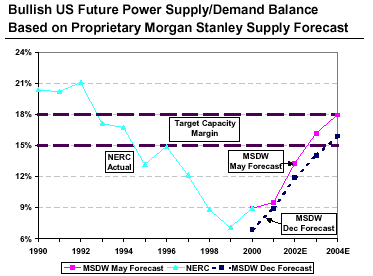 Bullish US Future Power Supply/Demand Balance
Based on Proprietary Morgan Stanley Supply Forecast
24%
21%
18%
Target Capacity
Margin
15%
NERC
Actual
MSDW
May Forecast
12%
9%
MSDW
Dec Forecast
6%
3%
1990 1992 1994 1996 1998 2000 2002E 2004E
MSDW May Forecast NERC MSDW Dec Forecast